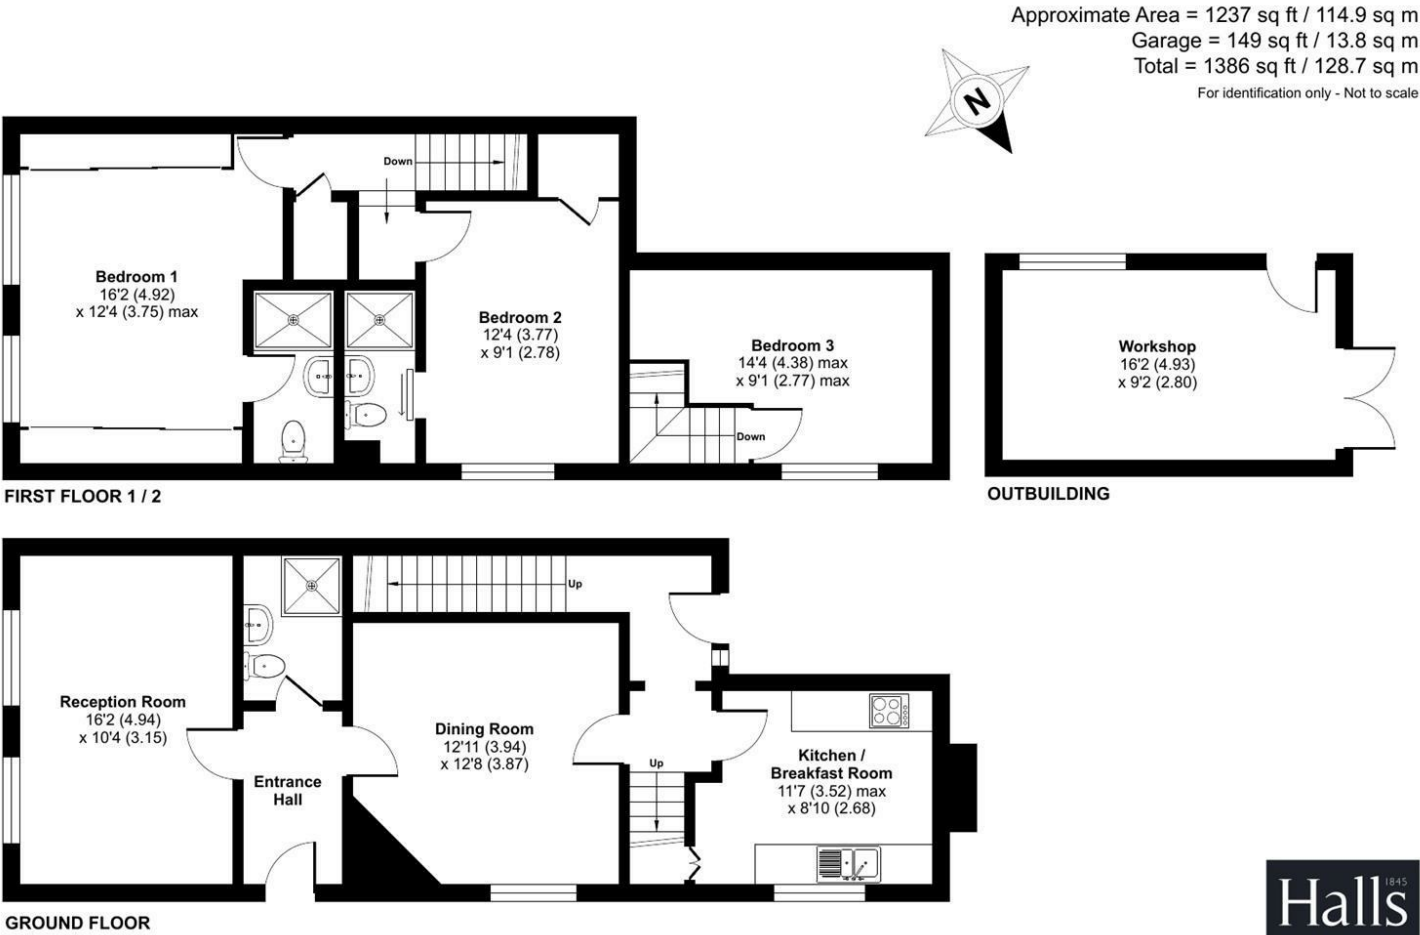 Approximate Area = 1237 sq ft / 114.9 sq m
Garage = 149 sq ft / 13.8 sq m
Total = 1386 sq ft / 128.7 sq m
For identification only - Not to scale
N
Down
Bedroom 1
16'2 (4.92)
x 12'4 (3.75) max
Bedroom 2
12'4 (3.77)
x 9'1 (2.78)
Bedroom 3
14'4 (4.38) max
x 9'1 (2.77) max
Down
Workshop
16'2 (4.93)
x 9'2 (2.80)
FIRST FLOOR 1 / 2
OUTBUILDING
Up
Reception Room
16'2 (4.94)
x 10'4 (3.15)
Entrance
Hall
Dining Room
12'11 (3.94)
x 12'8 (3.87)
Up
Kitchen /
Breakfast Room
11'7 (3.52) max
x 8'10 (2.68)
GROUND FLOOR
1845
Halls